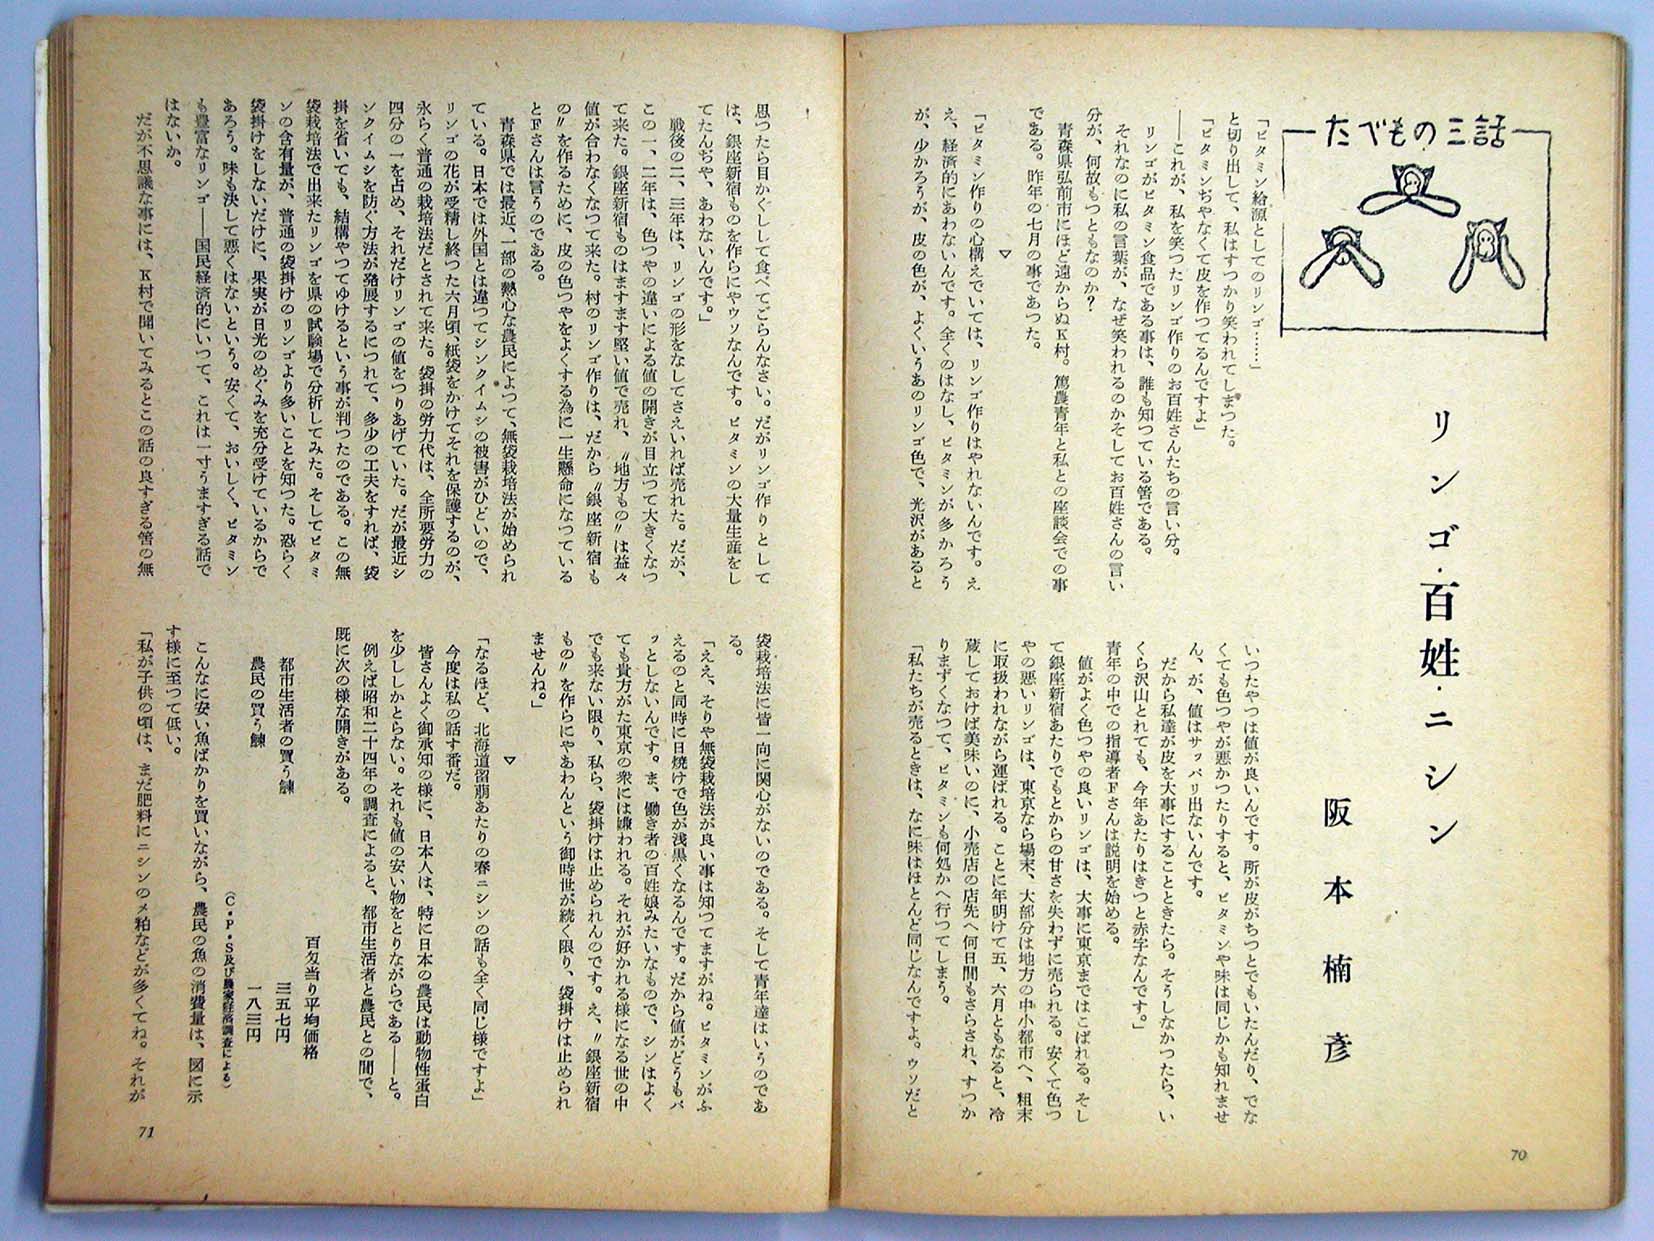 たべもの三話
リンゴ・百姓・ニシン
阪本楠彦
「ビタミン給源としてのリンゴ……」
と切り出して、私はすつかり笑われてしまつた。
「ビタミンぢやなくて皮を作つてるんですよ」
――これが、私を笑つたリンゴ作りのお百姓さんたちの言い分。
リンゴがビタミン食品である事は、誰も知つている筈である。
それなのに私の言葉が、なぜ笑われるのかそしてお百姓さんの言い
分が、何故もつともなのか？
青森県弘前市にほど遠からぬK村。篤農青年と私との座談会での事
である。昨年の七月の事であつた。
▽
「ビタミン作りの心構えでいては、リンゴ作りはやれないんです。え
え、経済的にあわないんです。全くのはなし、ビタミンが多かろう
が、少かろうが、皮の色が、よくいうあのリンゴ色で、光沢があると
いつたやつは値が良いんです。所が皮がちつとでもいたんだり、でな
くても色つやが悪かつたりすると、ビタミンや味は同じかも知れませ
ん、が、値はサッパリ出ないんです。
だから私達が皮を大事にすることときたら。そうしなかつたら、い
くら沢山とれても、今年あたりはきつと赤字なんです。」
青年の中での指導者Fさんは説明を始める。
値がよく色つやの良いリンゴは、大事に東京まではこばれる。そし
て銀座新宿あたりでもとからの甘さを失わずに売られる。安くて色つ
やの悪いリンゴは、東京なら場末、大部分は地方の中小都市へ、粗末
に取扱われながら運ばれる。ことに年明けて五、六月ともなると、冷
蔵しておけば美味いのに、小売店の店先へ何日間もさらされ、すつか
りまずくなつて、ビタミンも何処かへ行つてしまう。
「私たちが売るときは、なに味はほとんど同じなんですよ。ウソだと
70
思つたら目かくしして食べてごらんなさい。だがリンゴ作りとして
は、銀座新宿ものを作らにやウソなんです。ビタミンの大量生産をし
てたんぢや、あわないんです。」
戦後の二、三年は、リンゴの形をなしてさえいれば売れた。だが、
この一、二年は、色つやの違いによる値の開きが目立つて大きくなつ
て来た。銀座新宿ものはますます堅い値で売れ、〝地方もの〟は益々
値が合わなくなつて来た。村のリンゴ作りは、だから〝銀座新宿も
の〟を作るために、皮の色つやをよくする為に一生懸命になつている
とFさんは言うのである。
青森県では最近、一部の熱心な農民によつて、無袋栽培法が始められ
ている。日本では外国とは違つてシンクイムシの被害がひどいので、
リンゴの花が受精し終つた六月頃、紙袋をかけてそれを保護するのが、
永らく普通の栽培法だとされて来た。袋掛の労力代は、全所要労力の
四分の一を占め、それだけリンゴの値をつりあげていた。だが最近シ
ンクイムシを防ぐ方法が発展するにつれて、多少の工夫をすれば、袋
掛を省いても、結構やつてゆけるという事が判つたのである。この無
袋栽培法で出来たリンゴを県の試験場で分析してみた。そしてビタミ
ンの含有量が、普通の袋掛けのリンゴより多いことを知つた。恐らく
袋掛けをしないだけに、果実が日光のめぐみを充分受けているからで
あろう。味も決して悪くはないという。安くて、おいしく、ビタミン
も豊富なリンゴ――国民経済的にいつて、これは一寸うますぎる話で
はないか。
だが不思議な事には、K村で聞いてみるとこの話の良すぎる筈の無
袋栽培法に皆一向に関心がないのである。そして青年達はいうのであ
る。
「ええ、そりや無袋栽培法が良い事は知つてますがね。ビタミンがふ
えるのと同時に日焼けで色が浅黒くなるんです。だから値がどうもパ
ッとしないんです。ま、働き者の百姓娘みたいなもので、シンはよく
ても貴方がた東京の衆には嫌われる。それが好かれる様になる世の中
でも来ない限り、私ら、袋掛けは止められんのです。え、〝銀座新宿
もの〟を作らにやあわんという御時世が続く限り、袋掛けは止められ
ませんね。」
▽
「なるほど、北海道留萠あたりの春ニシンの話も全く同じ様ですよ」
今度は私の話す番だ。
皆さんよく御承知の様に、日本人は、特に日本の農民は動物性蛋白
を少ししかとらない。それも値の安い物をとりながらである――と。
例えば昭和二十四年の調査によると、都市生活者と農民との間で、
既に次の様な開きがある。
百匁当り平均価格
都市生活者の買う鰊　三五七円
農民の買う鰊　一八三円
（C・P・S及び農家経済調査による）
こんなに安い魚ばかりを買いながら、農民の魚の消費量は、図に示
す様に至つて低い。
「私が子供の頃は、まだ肥料にニシンのメ粕などが多くてね。それが
71